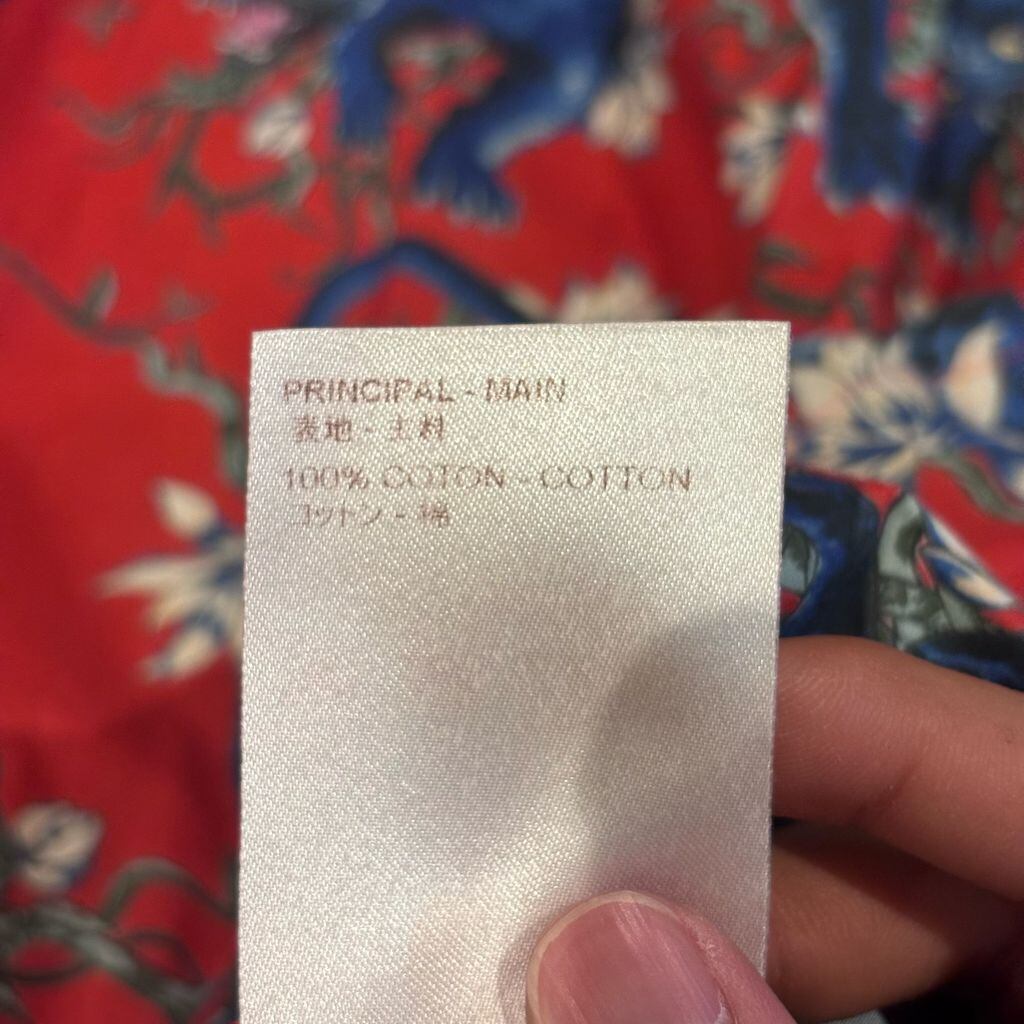 PRINCIPAL - MAIN
表地 - 主料
100% COTON - COTTON
コットン - 棉